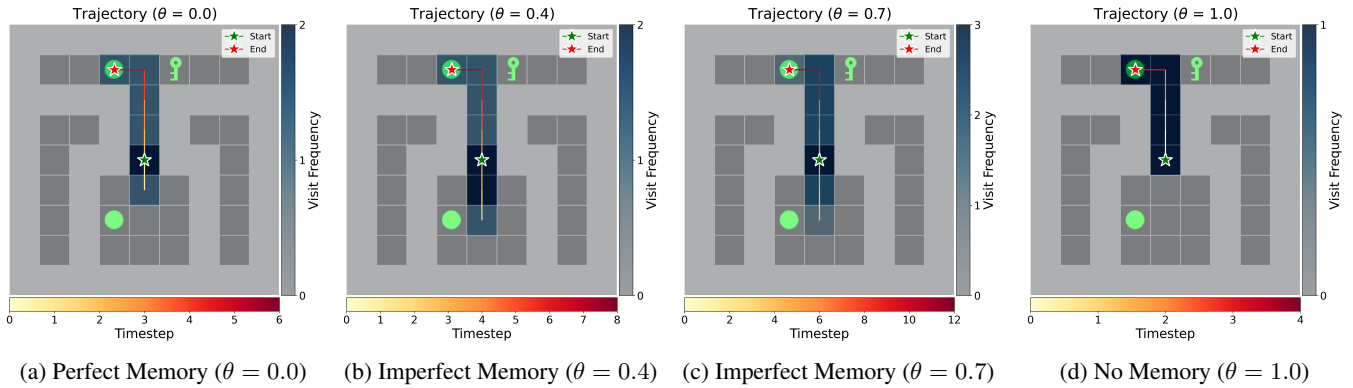 Trajectory (θ = 0.0)
Start
End
2
1
0
Visit Frequency
0 1 2 3 4 5 6
Timestep
(a) Perfect Memory (θ = 0.0)
Trajectory (θ = 0.4)
Start
End
2
1
0
Visit Frequency
0 1 2 3 4 5 6 7 8
Timestep
(b) Imperfect Memory (θ = 0.4)
Trajectory (θ = 0.7)
Start
End
3
2
1
0
Visit Frequency
0 2 4 6 8 10 12
Timestep
(c) Imperfect Memory (θ = 0.7)
Trajectory (θ = 1.0)
Start
End
1
0
Visit Frequency
0 1 2 3 4
Timestep
(d) No Memory (θ = 1.0)